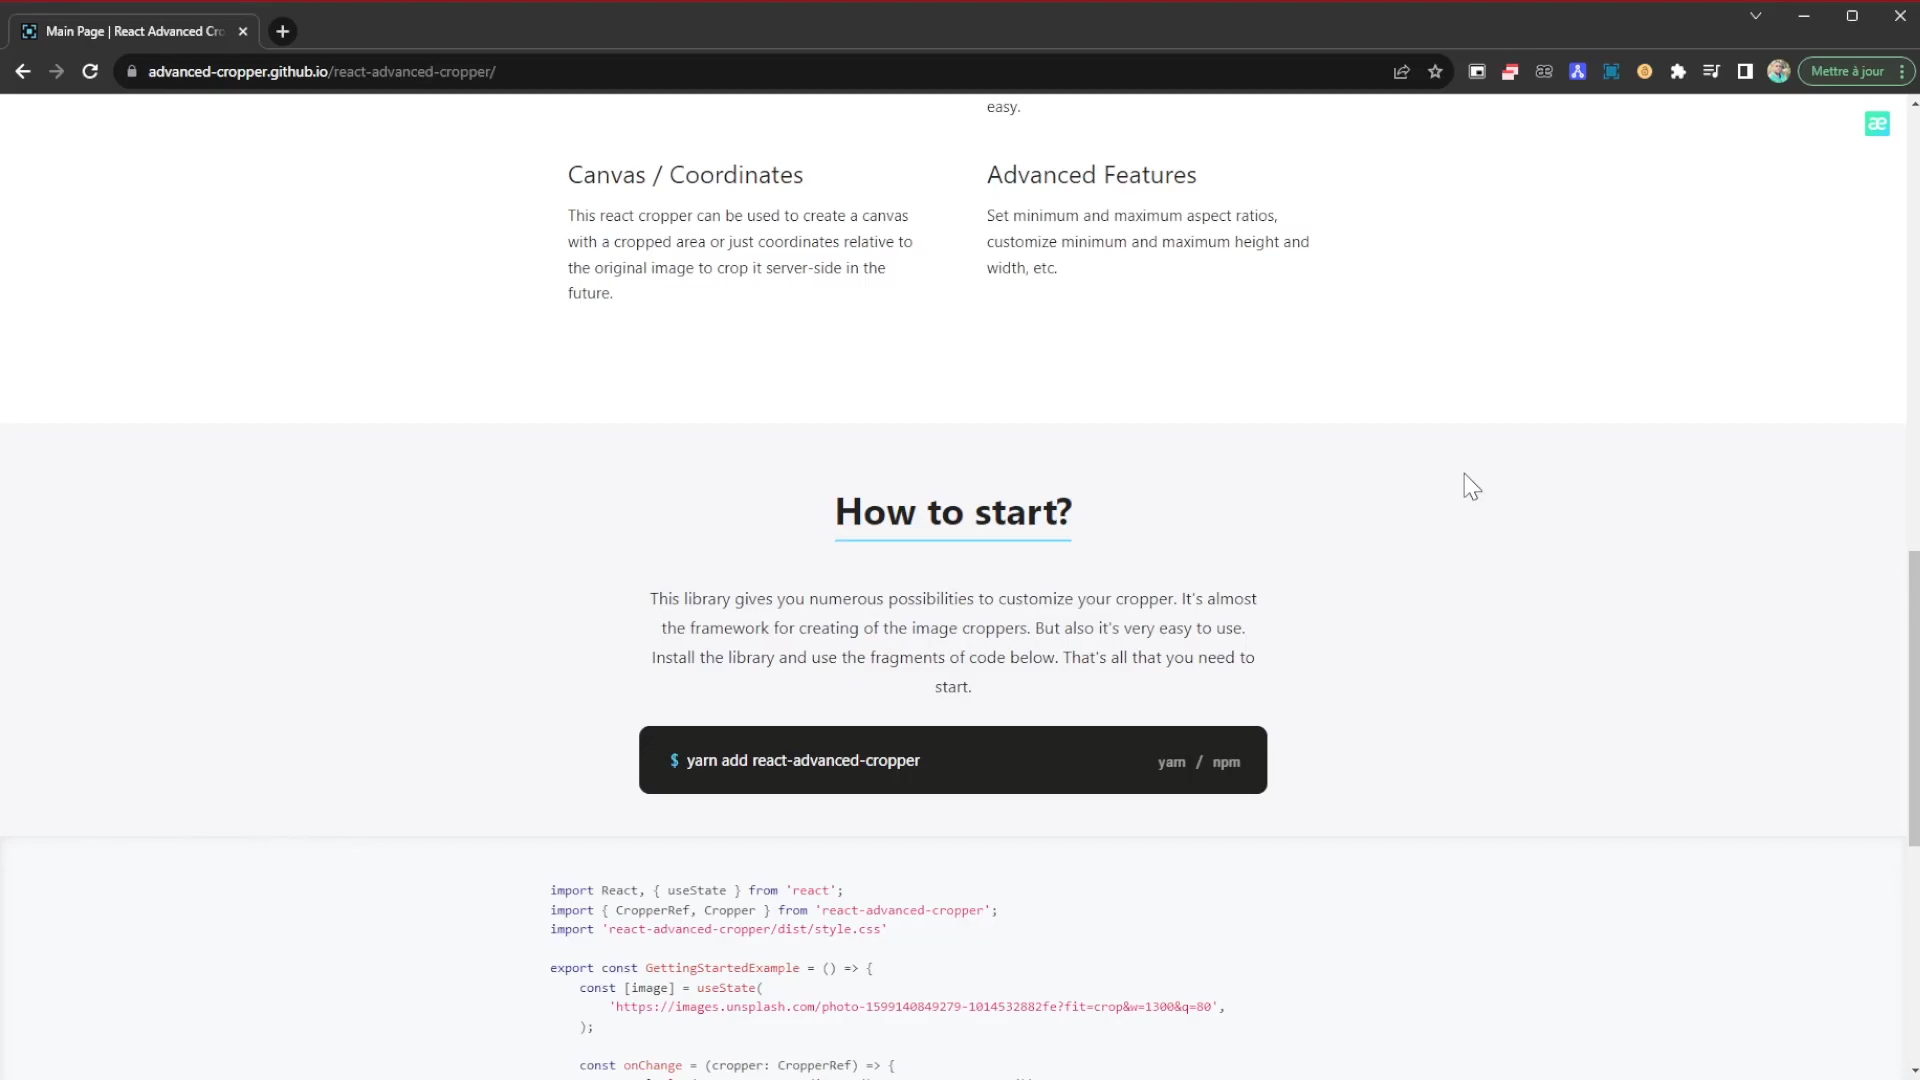 Main Page | React Advanced Cro
advanced-cropper.github.io/react-advanced-cropper/
Mettre à jour
easy.
æ
Canvas / Coordinates
This react cropper can be used to create a canvas
with a cropped area or just coordinates relative to
the original image to crop it server-side in the
future.
Advanced Features
Set minimum and maximum aspect ratios,
customize minimum and maximum height and
width, etc.
How to start?
This library gives you numerous possibilities to customize your cropper. It's almost
the framework for creating of the image croppers. But also it's very easy to use.
Install the library and use the fragments of code below. That's all that you need to
start.
$ yarn add react-advanced-cropper
yarn / npm
import React, { useState } from 'react';
import { CropperRef, Cropper } from 'react-advanced-cropper';
import 'react-advanced-cropper/dist/style.css'
export const GettingStartedExample = () => {
const [image] = useState(
'https://images.unsplash.com/photo-1599140849279-1014532882fe?fit=crop&w=1300&q=80',
);
const onChange = (cropper: CropperRef) => {